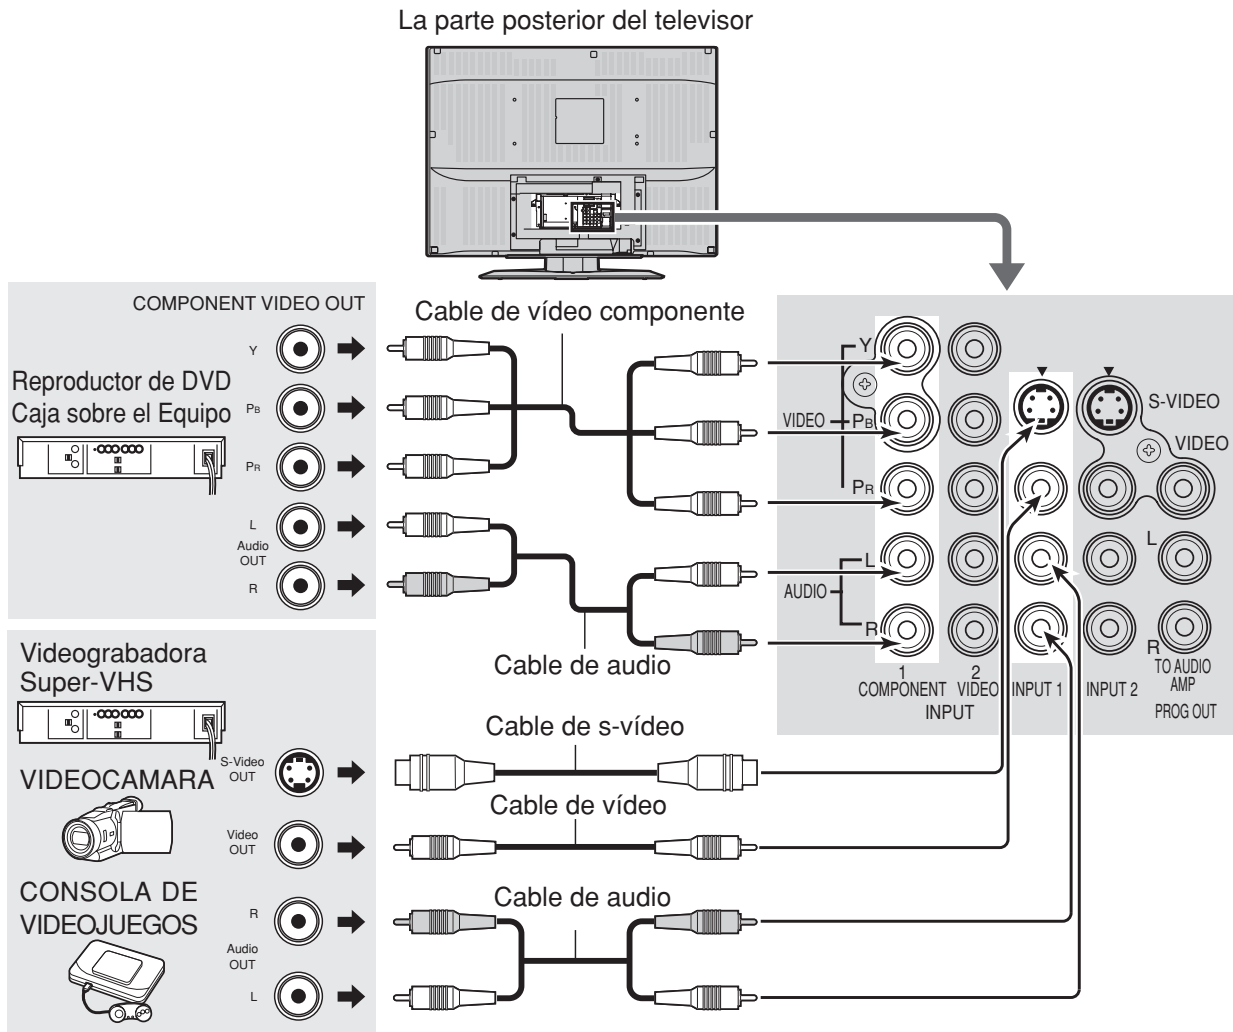 La parte posterior del televisor
COMPONENT VIDEO OUT
Y
Reproductor de DVD
Caja sobre el Equipo
PB
PR
L
Audio
OUT
R
Cable de vídeo componente
Cable de audio
Y
VIDEO
PB
PR
L
AUDIO
R
S-VIDEO
VIDEO
L
R
TO AUDIO
AMP
PROG OUT
1
COMPONENT
2
VIDEO
INPUT
INPUT 1
INPUT 2
Videograbadora
Super-VHS
S-Video
OUT
VIDEOCAMARA
Video
OUT
CONSOLA DE
VIDEOJUEGOS
R
Audio
OUT
L
Cable de s-vídeo
Cable de vídeo
Cable de audio